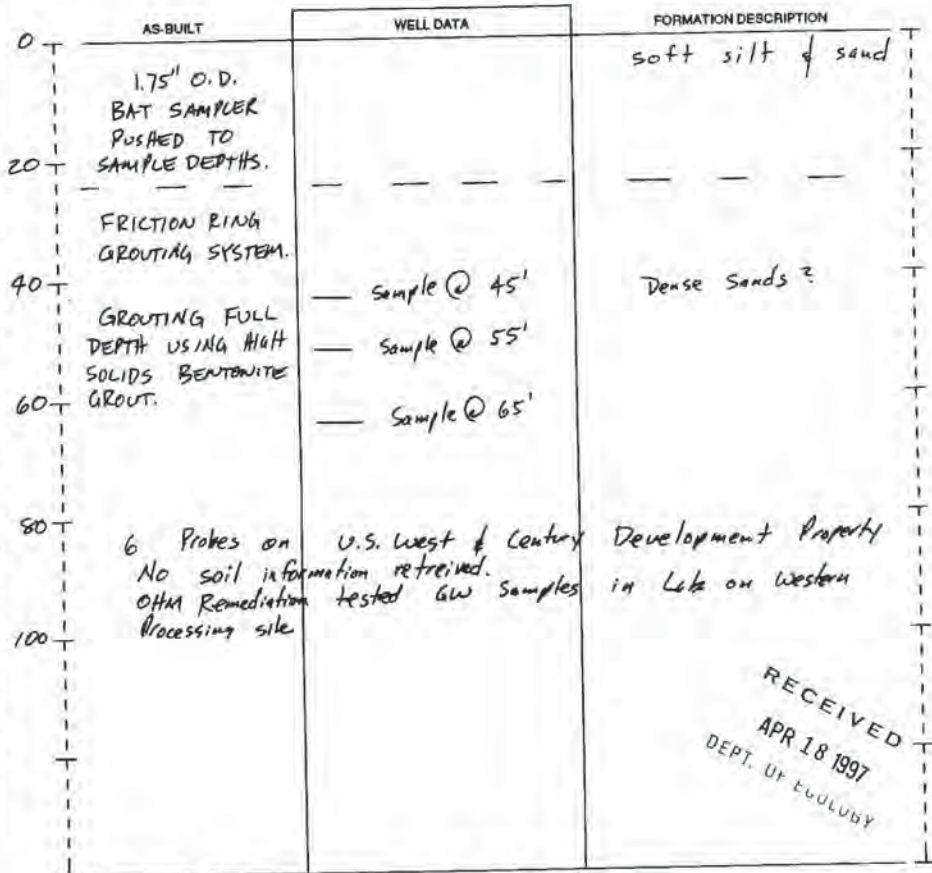 AS-BUILT
WELL DATA
FORMATION DESCRIPTION
0
1.75" O.D.
BAT SAMPLER
PUSHED TO
SAMPLE DEPTHS.
soft silt & sand
20
FRICTION RING
GROUTING SYSTEM.
40
Sample @ 45'
Dense Sands?
GROUTING FULL
DEPTH USING HIGH
SOLIDS BENTONITE
GROUT.
Sample @ 55'
60
Sample @ 65'
80
6 Probes on U.S. West & Century Development Property
No soil information retreived.
OHM Remediation tested GW Samples in Lab on Western
Processing site
100
RECEIVED
APR 18 1997
DEPT. OF ECOLOGY